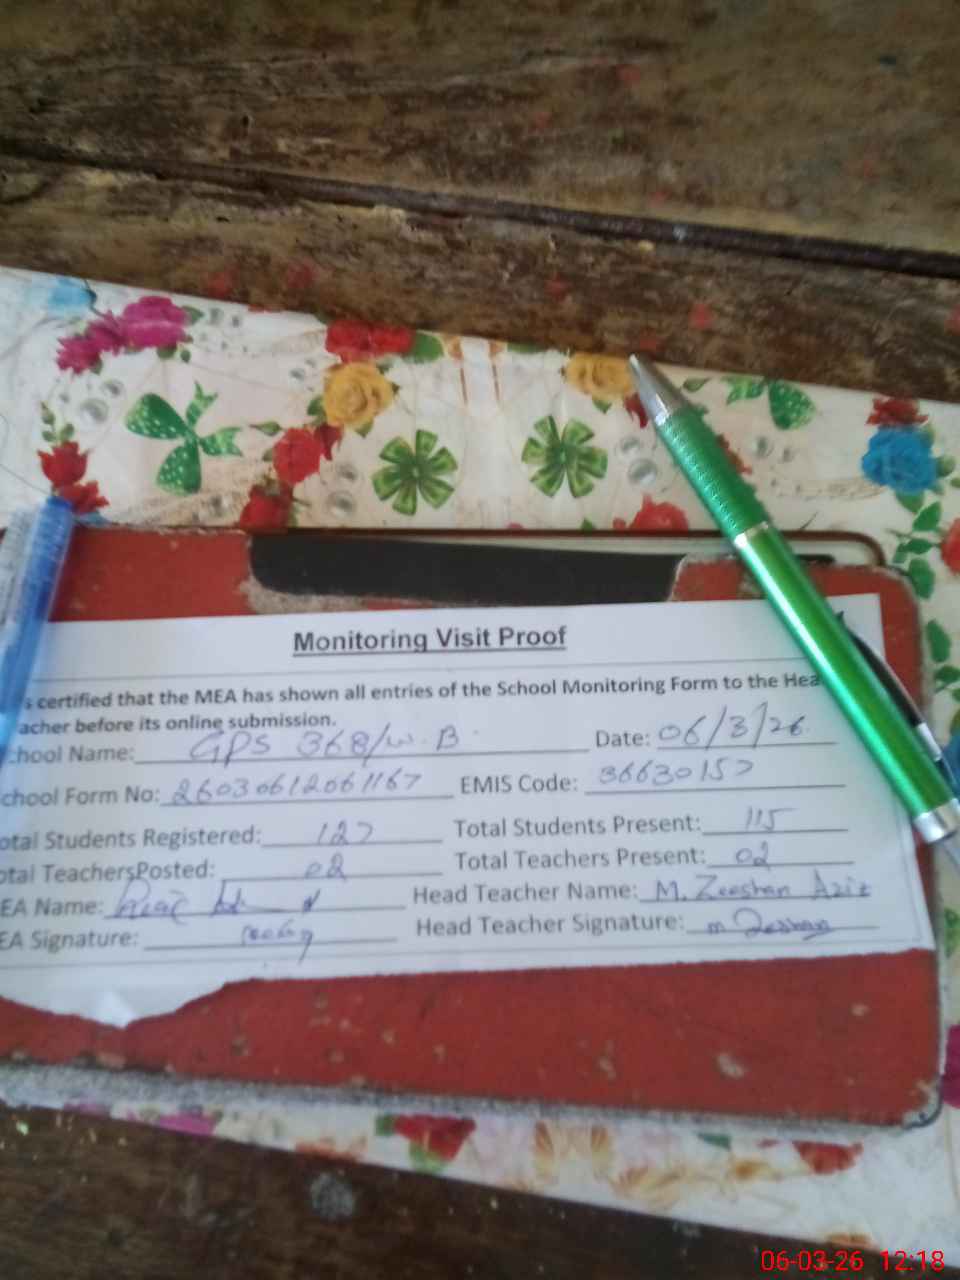 Monitoring Visit Proof
s certified that the MEA has shown all entries of the School Monitoring Form to the Hea
acher before its online submission.
chool Name: GPS 368/W.B Date: 06/3/26
chool Form No: 26030612061167 EMIS Code: 36630157
otal Students Registered: 127 Total Students Present: 115
otal TeachersPosted: 02 Total Teachers Present: 02
EA Name: Head Teacher Name: M. Zeeshan Aziz
EA Signature: Head Teacher Signature: m Zeeshan
06-03-26 12:18